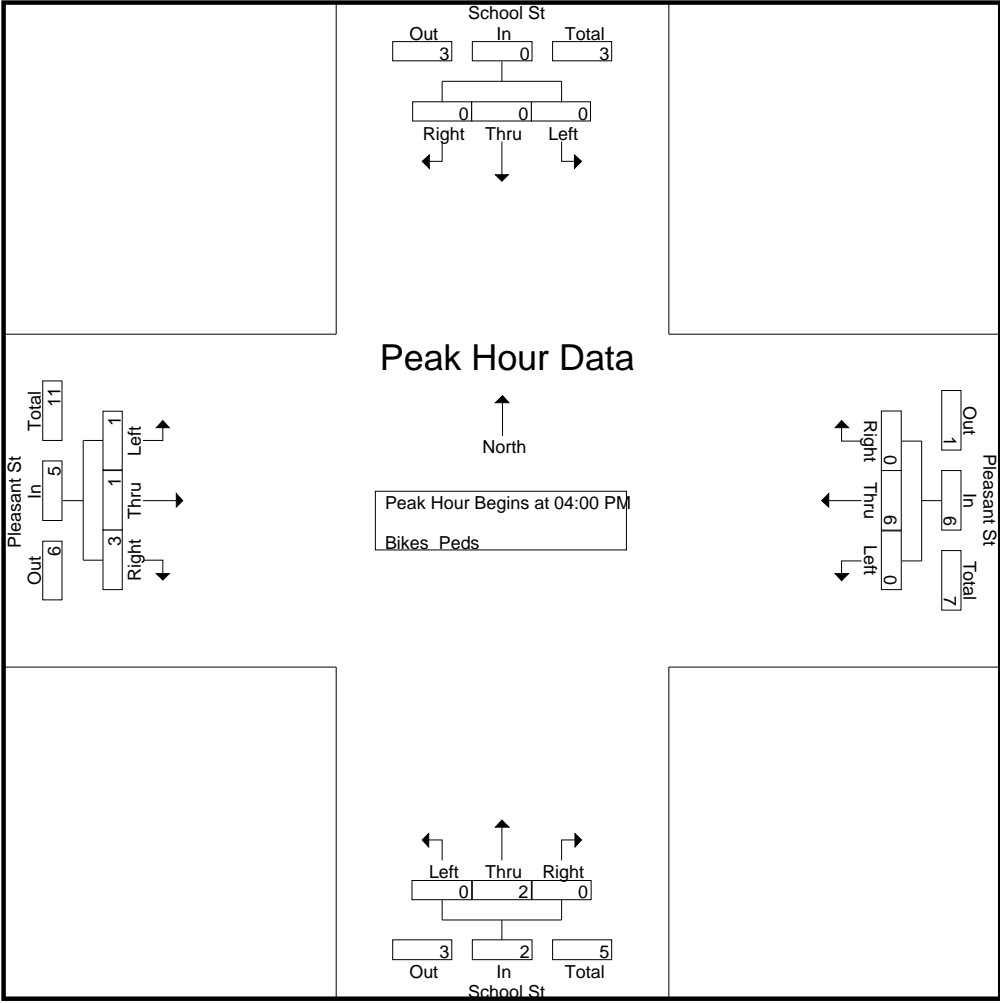 School St
Out In Total
3 0 3
0 0 0
Right Thru Left
Peak Hour Data
North
Peak Hour Begins at 04:00 PM
Bikes Peds
Pleasant St
Out In Total
6 5 11
3 1 1
Right Thru Left
Pleasant St
Out In Total
1 6 7
0 6 0
Right Thru Left
Left Thru Right
0 2 0
3 2 5
Out In Total
School St